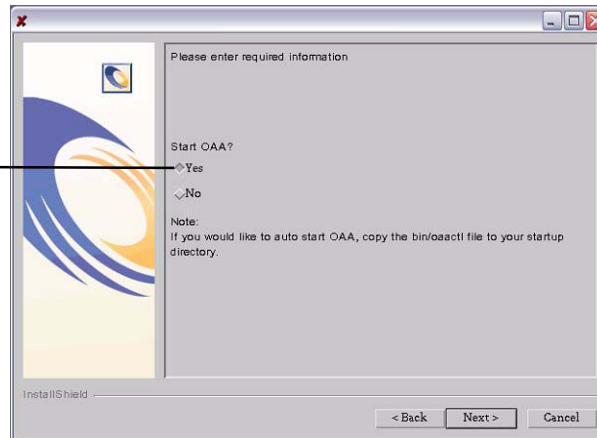 Please enter required information
Start OAA?
Yes
No
Note:
If you would like to auto start OAA, copy the bin/oaactl file to your startup
directory.
InstallShield
< Back
Next >
Cancel